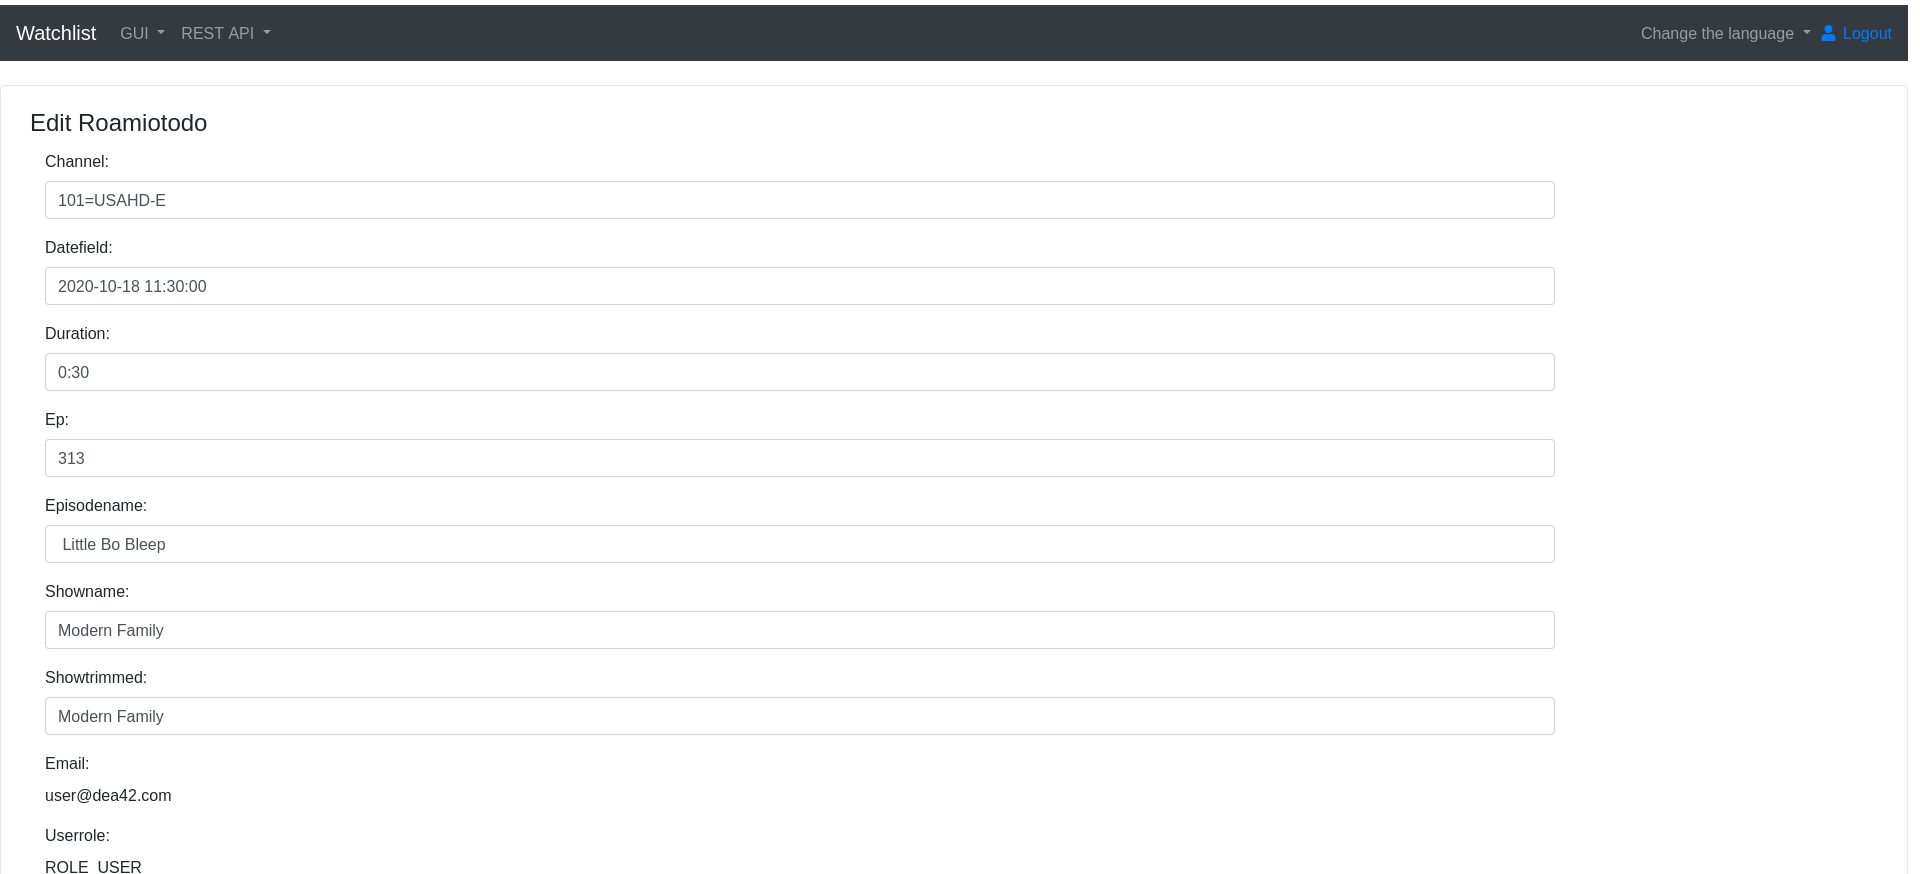 Watchlist GUI REST API Change the language Logout
Edit Roamiotodo
Channel:
101=USAHD-E
Datefield:
2020-10-18 11:30:00
Duration:
0:30
Ep:
313
Episodename:
Little Bo Bleep
Showname:
Modern Family
Showtrimmed:
Modern Family
Email:
user@dea42.com
Userrole:
ROLE_USER